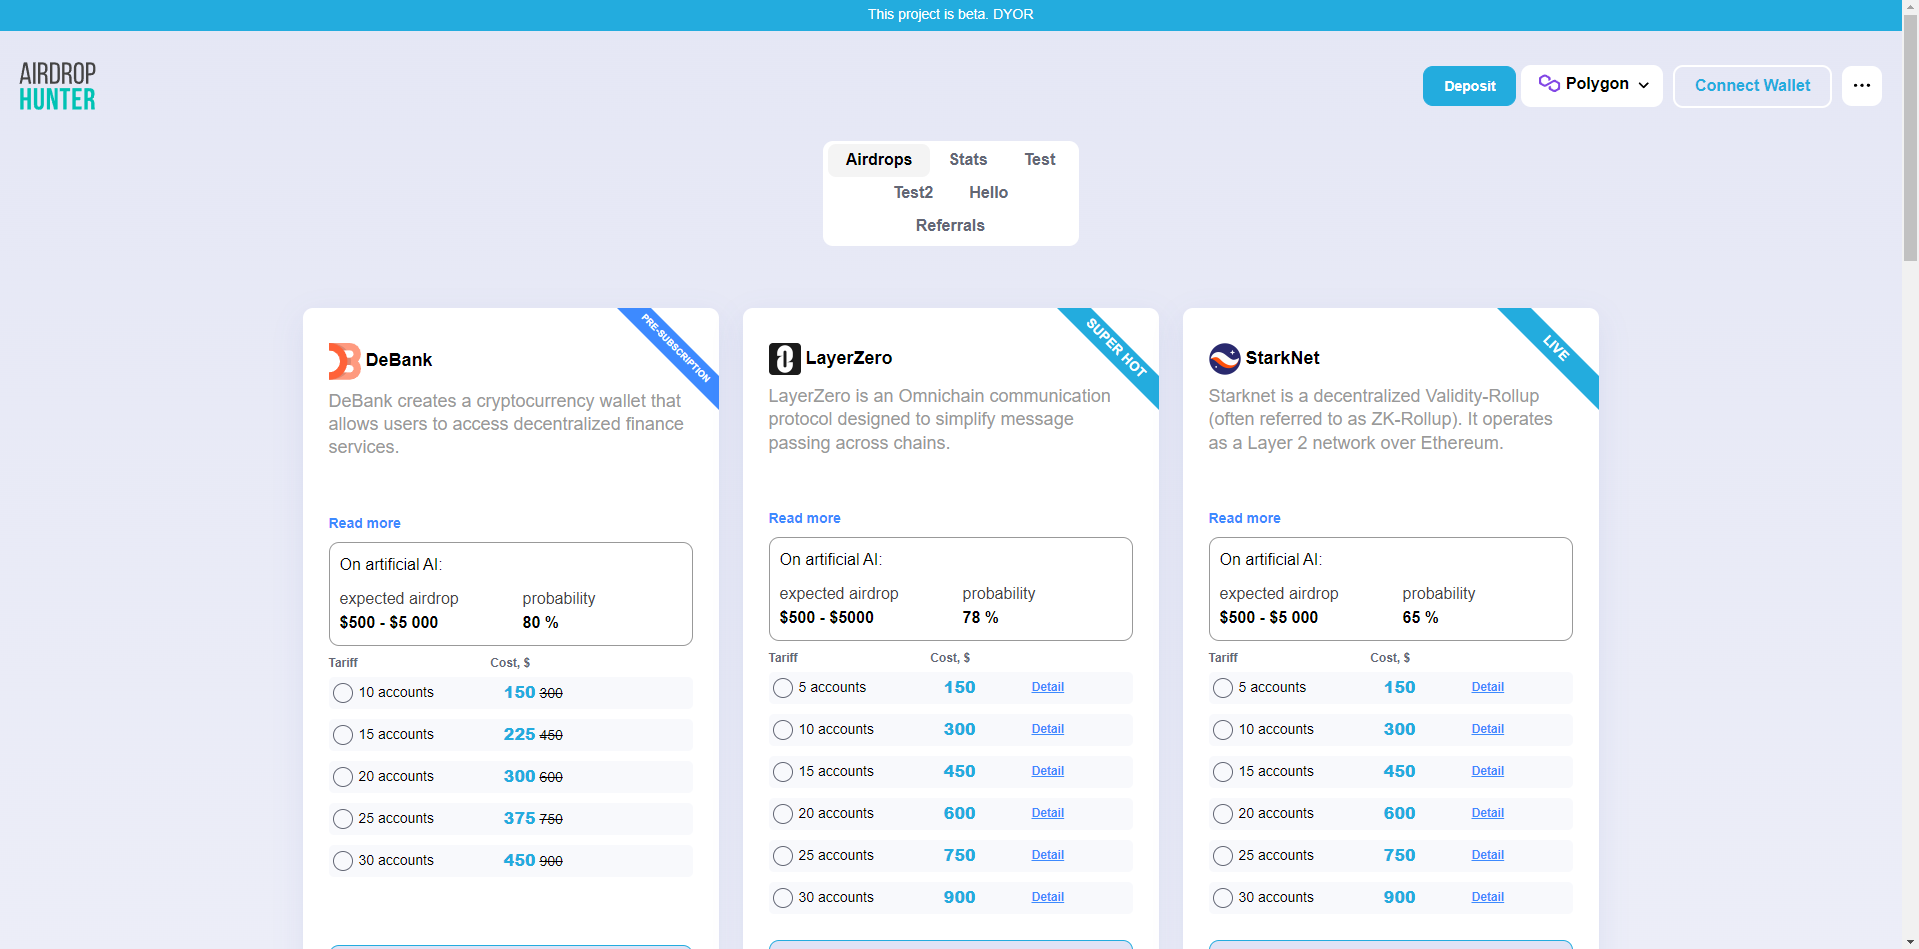 This project is beta. DYOR
AIRDROP
HUNTER
Deposit
Polygon
Connect Wallet
Airdrops Stats Test
Test2 Hello
Referrals
PRE-SUBSCRIPTION
DeBank
DeBank creates a cryptocurrency wallet that
allows users to access decentralized finance
services.
Read more
On artificial AI:
expected airdrop probability
$500 - $5 000 80 %
Tariff Cost, $
10 accounts 150 300
15 accounts 225 450
20 accounts 300 600
25 accounts 375 750
30 accounts 450 900
SUPER HOT
LayerZero
LayerZero is an Omnichain communication
protocol designed to simplify message
passing across chains.
Read more
On artificial AI:
expected airdrop probability
$500 - $5000 78 %
Tariff Cost, $
5 accounts 150 Detail
10 accounts 300 Detail
15 accounts 450 Detail
20 accounts 600 Detail
25 accounts 750 Detail
30 accounts 900 Detail
LIVE
StarkNet
Starknet is a decentralized Validity-Rollup
(often referred to as ZK-Rollup). It operates
as a Layer 2 network over Ethereum.
Read more
On artificial AI:
expected airdrop probability
$500 - $5 000 65 %
Tariff Cost, $
5 accounts 150 Detail
10 accounts 300 Detail
15 accounts 450 Detail
20 accounts 600 Detail
25 accounts 750 Detail
30 accounts 900 Detail